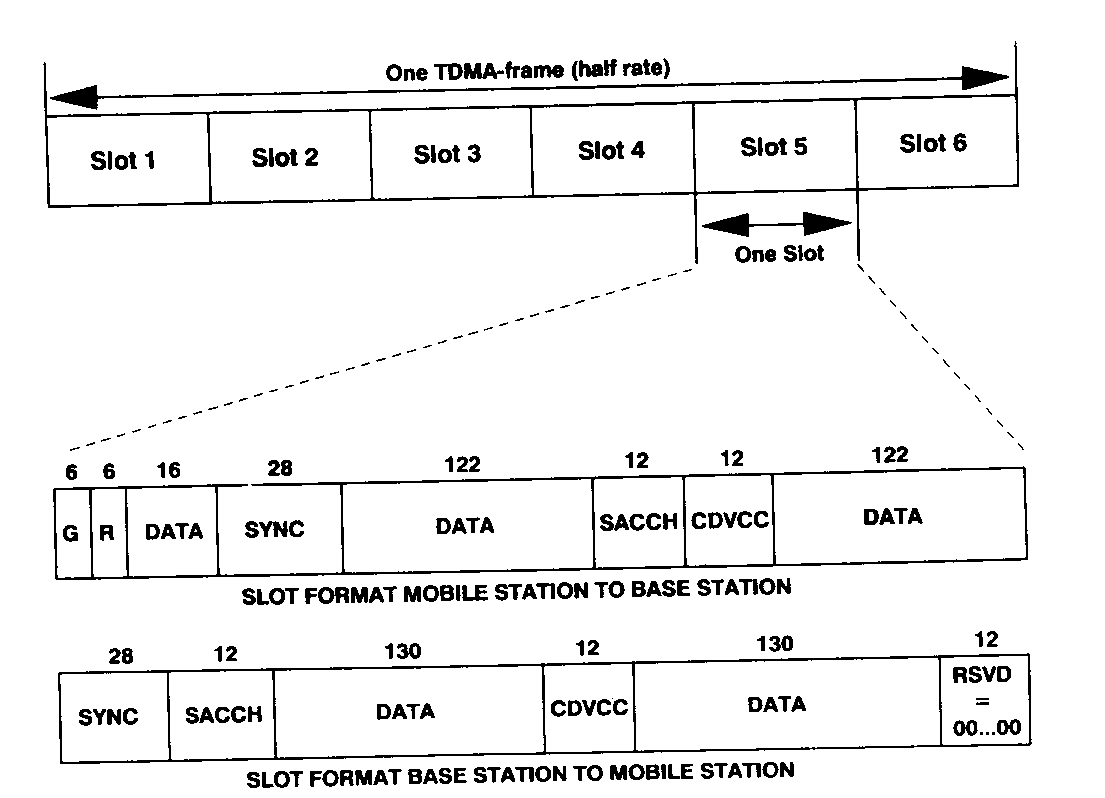 One TDMA-frame (half rate)
Slot 1 Slot 2 Slot 3 Slot 4 Slot 5 Slot 6
One Slot
6 6 16 28 122 12 12 122
G R DATA SYNC DATA SACCH CDVCC DATA
SLOT FORMAT MOBILE STATION TO BASE STATION
28 12 130 12 130 12
SYNC SACCH DATA CDVCC DATA RSVD
=
00...00
SLOT FORMAT BASE STATION TO MOBILE STATION